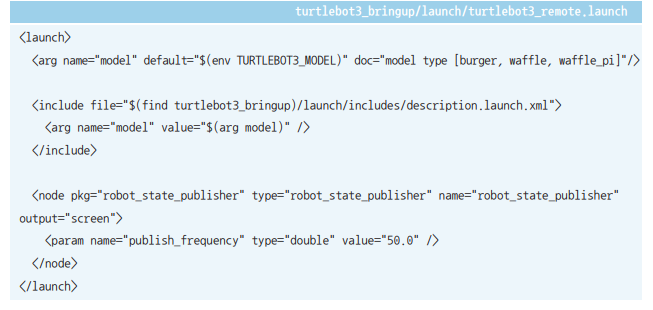 turtlebot3_bringup/launch/turtlebot3_remote.launch
<launch>
  <arg name="model" default="$(env TURTLEBOT3_MODEL)" doc="model type [burger, waffle, waffle_pi]"/>
  <include file="$(find turtlebot3_bringup)/launch/includes/description.launch.xml">
    <arg name="model" value="$(arg model)" />
  </include>
  <node pkg="robot_state_publisher" type="robot_state_publisher" name="robot_state_publisher"
output="screen">
    <param name="publish_frequency" type="double" value="50.0" />
  </node>
</launch>